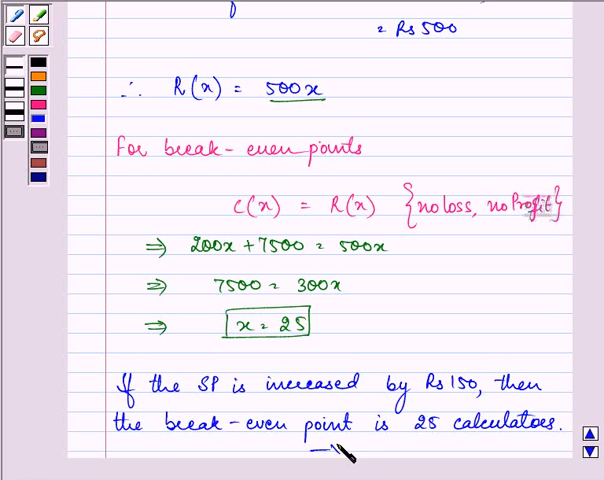 = Rs 500
∴ R(x) = 500x
For break-even points
C(x) = R(x) {no loss, no Profit}
⇒ 200x + 7500 = 500x
⇒ 7500 = 300x
⇒ x = 25
If the SP is increased by Rs 150, then
the break-even point is 25 calculators.